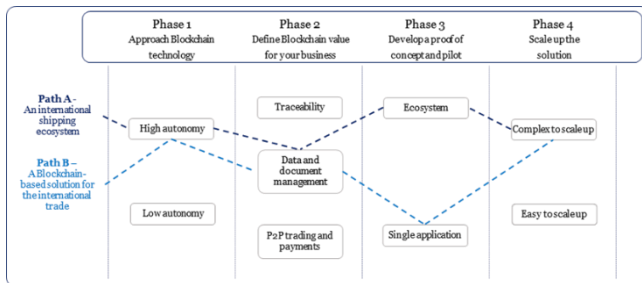 Phase 1
Approach Blockchain
technology
Phase 2
Define Blockchain value
for your business
Phase 3
Develop a proof of
concept and pilot
Phase 4
Scale up the
solution
Path A -
An international
shipping
ecosystem
Path B –
A Blockchain-
based solution for
the international
trade
High autonomy
Low autonomy
Traceability
Data and
document
management
P2P trading and
payments
Ecosystem
Single application
Complex to scale up
Easy to scale up